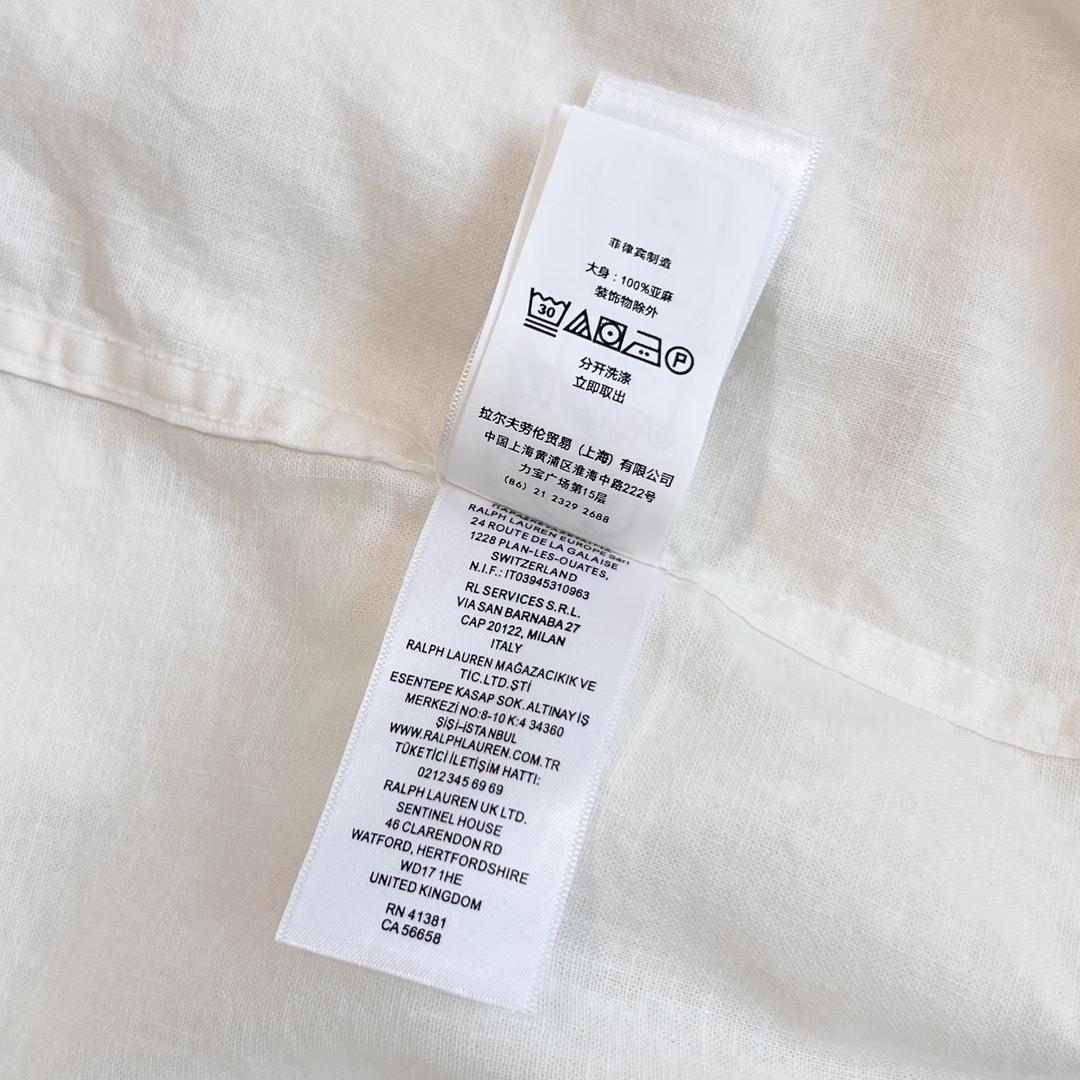 菲律宾制造
大身：100%亚麻
装饰物除外
30
P
分开洗涤
立即取出
拉尔夫劳伦贸易（上海）有限公司
中国上海黄浦区淮海中路222号
力宝广场第15层
(86) 21 2329 2688
RALPH LAUREN EUROPE Sàrl
24 ROUTE DE LA GALAISE
1228 PLAN-LES-OUATES,
SWITZERLAND
N.I.F.: IT03945310963
RL SERVICES S.R.L.
VIA SAN BARNABA 27
CAP 20122, MILAN
ITALY
RALPH LAUREN MAĞAZACIKIK VE
TİC.LTD.ŞTİ
ESENTEPE KASAP SOK. ALTINAY İŞ
MERKEZİ NO:8-10 K:4 34360
ŞİŞİ-İSTANBUL
WWW.RALPHLAUREN.COM.TR
TÜKETİCİ İLETİŞİM HATTI:
0212 345 69 69
RALPH LAUREN UK LTD.
SENTINEL HOUSE
46 CLARENDON RD
WATFORD, HERTFORDSHIRE
WD17 1HE
UNITED KINGDOM
RN 41381
CA 56658